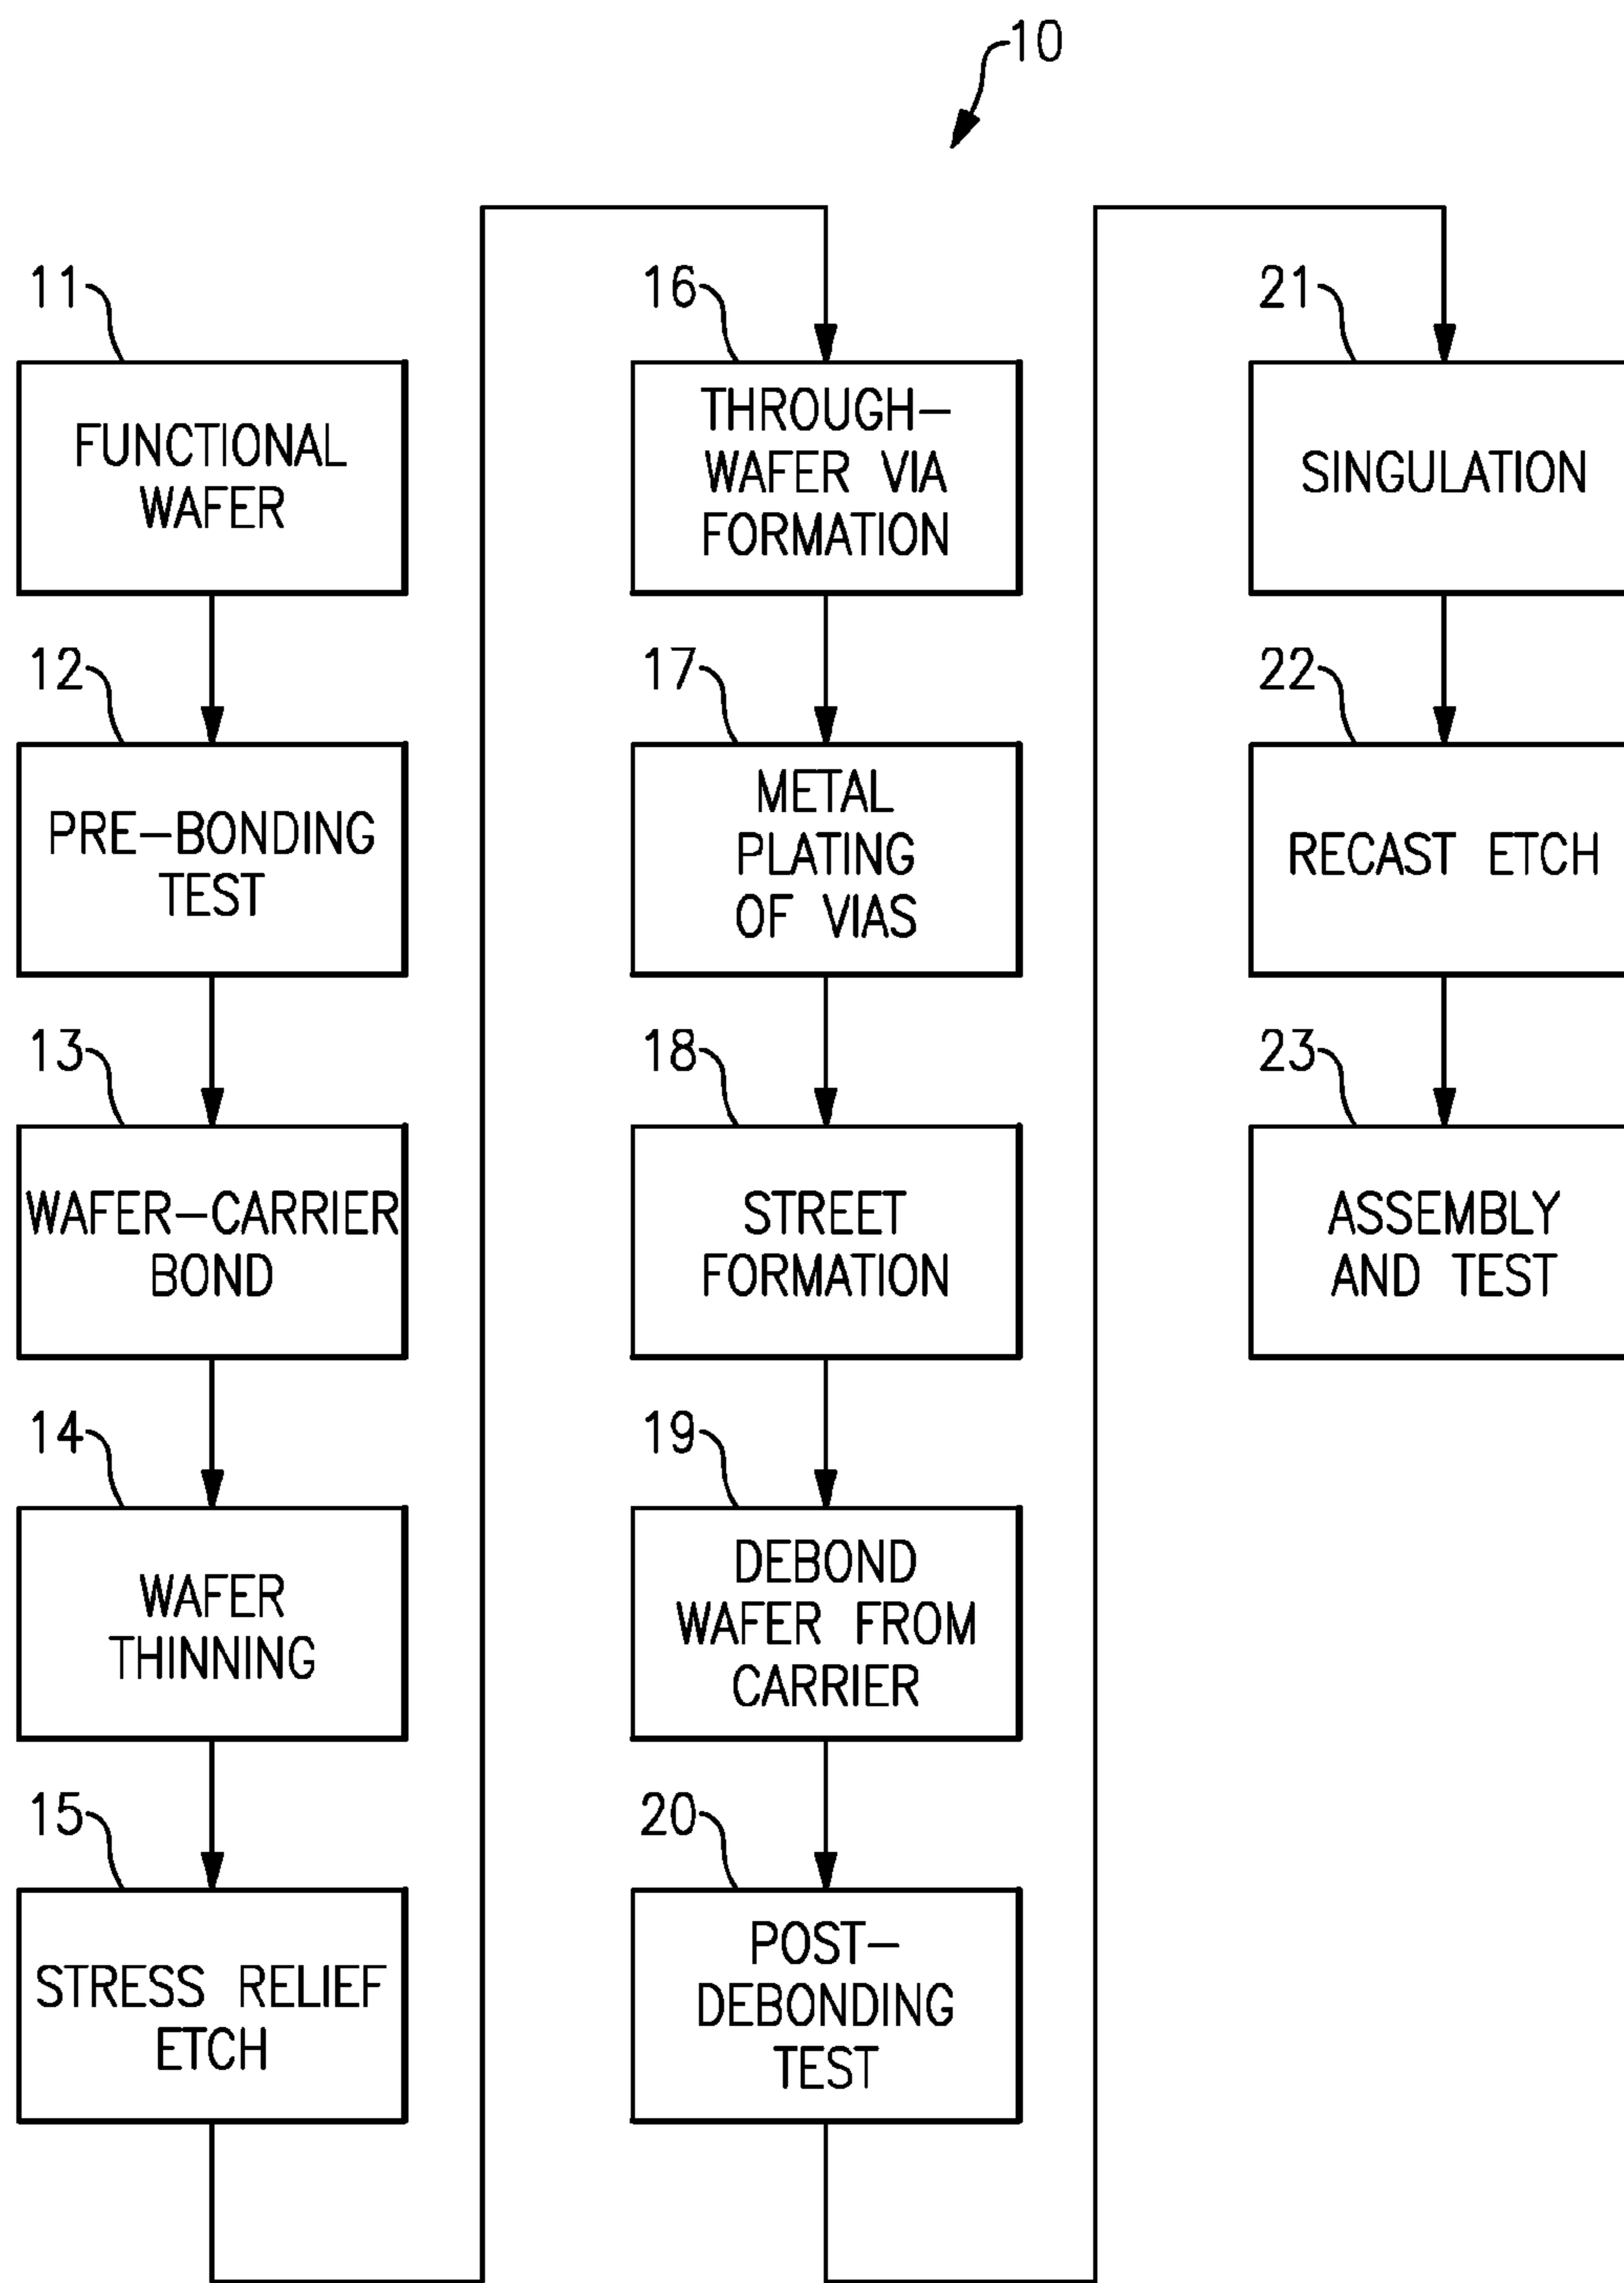 10
11
FUNCTIONAL
WAFER
12
PRE-BONDING
TEST
13
WAFER-CARRIER
BOND
14
WAFER
THINNING
15
STRESS RELIEF
ETCH
16
THROUGH-
WAFER VIA
FORMATION
17
METAL
PLATING
OF VIAS
18
STREET
FORMATION
19
DEBOND
WAFER FROM
CARRIER
20
POST-
DEBONDING
TEST
21
SINGULATION
22
RECAST ETCH
23
ASSEMBLY
AND TEST